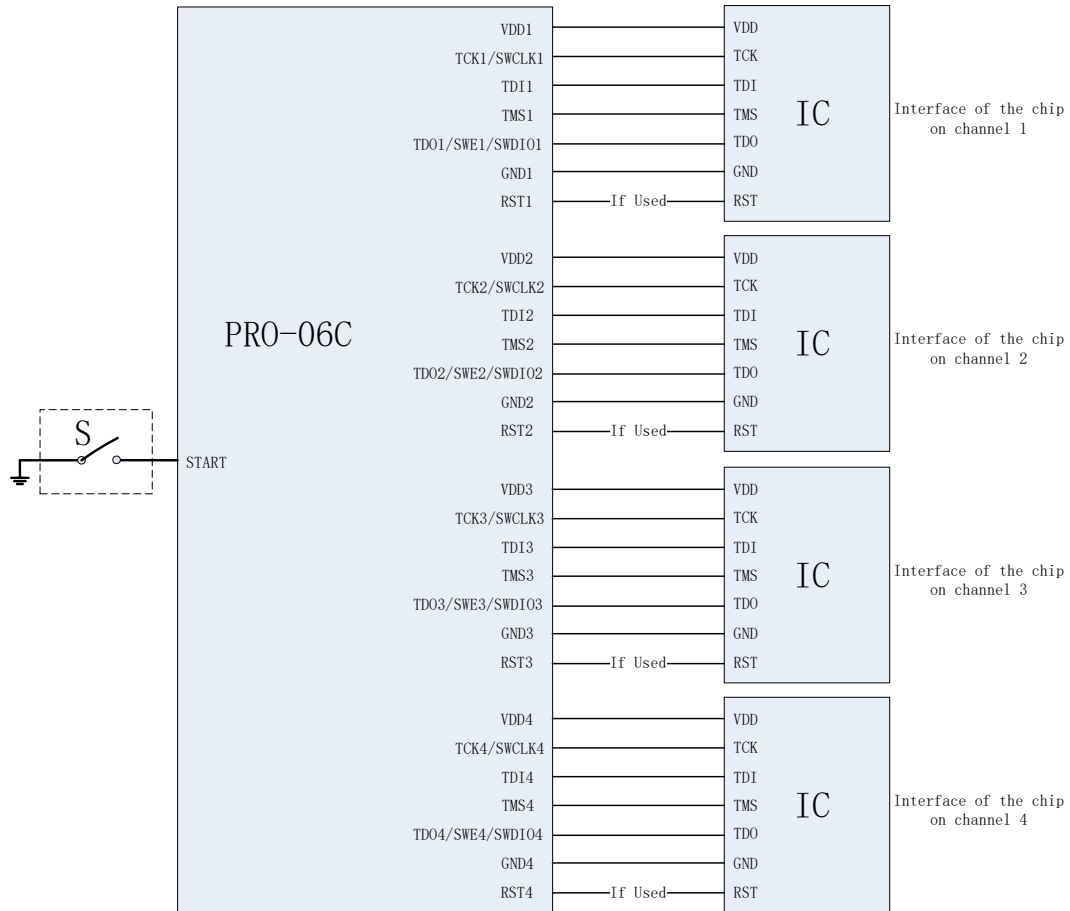 VDD1
TCK1/SWCLK1
TDI1
TMS1
TDO1/SWE1/SWDIO1
GND1
RST1
If Used
VDD
TCK
TDI
TMS
TDO
GND
RST
IC
Interface of the chip
on channel 1
VDD2
TCK2/SWCLK2
TDI2
TMS2
TDO2/SWE2/SWDIO2
GND2
RST2
If Used
VDD
TCK
TDI
TMS
TDO
GND
RST
IC
Interface of the chip
on channel 2
PRO-06C
S
START
VDD3
TCK3/SWCLK3
TDI3
TMS3
TDO3/SWE3/SWDIO3
GND3
RST3
If Used
VDD
TCK
TDI
TMS
TDO
GND
RST
IC
Interface of the chip
on channel 3
VDD4
TCK4/SWCLK4
TDI4
TMS4
TDO4/SWE4/SWDIO4
GND4
RST4
If Used
VDD
TCK
TDI
TMS
TDO
GND
RST
IC
Interface of the chip
on channel 4